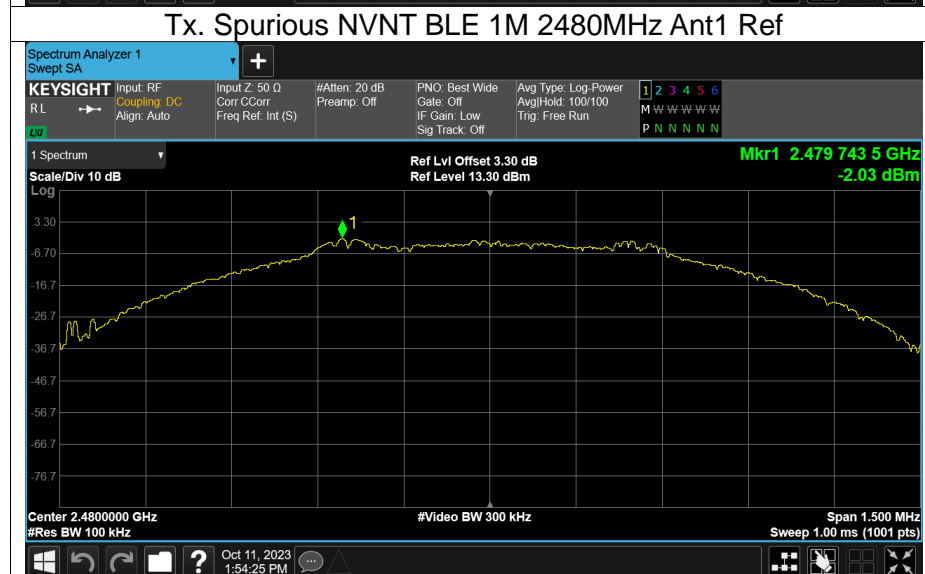 Tx. Spurious NVNT BLE 1M 2480MHz Ant1 Ref
Spectrum Analyzer 1
Swept SA
+
KEYSIGHT Input: RF Input Z: 50 Ω #Atten: 20 dB PNO: Best Wide Avg Type: Log-Power 1 2 3 4 5 6
RL Coupling: DC Corr CCorr Preamp: Off Gate: Off Avg|Hold: 100/100 M W W W W W
Align: Auto Freq Ref: Int (S) IF Gain: Low Trig: Free Run
LXI Sig Track: Off P N N N N N
1 Spectrum Ref Lvl Offset 3.30 dB Mkr1 2.479 743 5 GHz
Scale/Div 10 dB Ref Level 13.30 dBm -2.03 dBm
Log
3.30
1
-6.70
-16.7
-26.7
-36.7
-46.7
-56.7
-66.7
-76.7
Center 2.4800000 GHz #Video BW 300 kHz Span 1.500 MHz
#Res BW 100 kHz Sweep 1.00 ms (1001 pts)
? Oct 11, 2023
1:54:25 PM